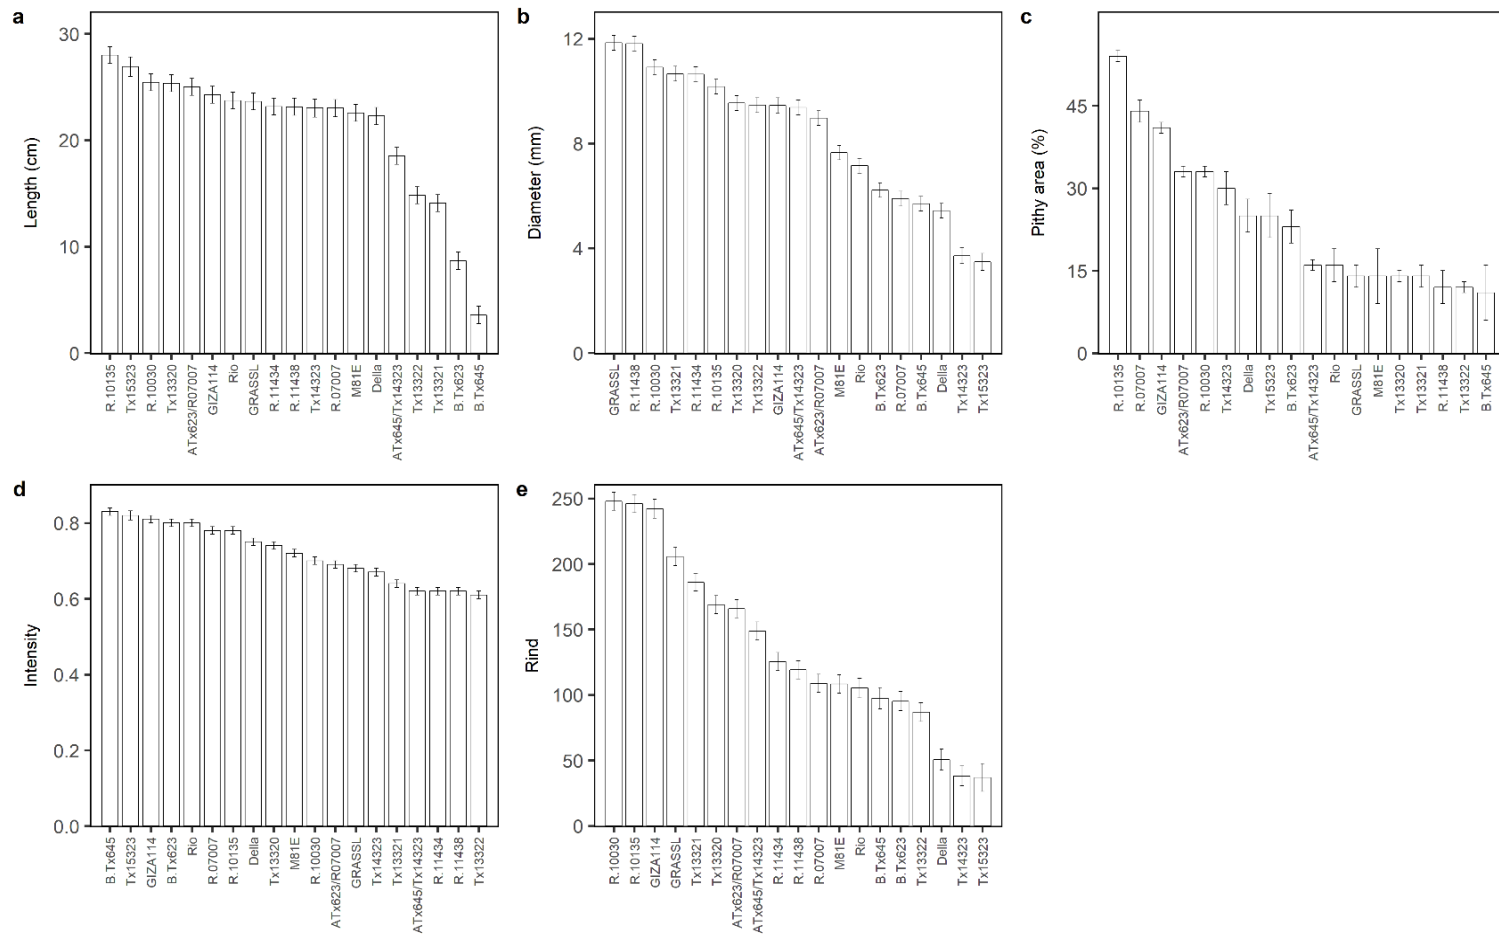 a
Length (cm)
30
20
10
0
R.10135
Tx15323
R.10030
Tx13320
ATx623/R07007
GIZA114
Rio
GRASSL
R.11434
R.11438
Tx14323
R.07007
M81E
Della
ATx645/Tx14323
Tx13322
Tx13321
B.Tx623
B.Tx645
b
Diameter (mm)
12
8
4
0
GRASSL
R.11438
R.10030
Tx13321
R.11434
R.10135
Tx13320
Tx13322
GIZA114
ATx645/Tx14323
ATx623/R07007
M81E
Rio
B.Tx623
R.07007
B.Tx645
Della
Tx14323
Tx15323
c
Pithy area (%)
45
30
15
0
R.10135
R.07007
GIZA114
ATx623/R07007
R.10030
Tx14323
Della
Tx15323
B.Tx623
ATx645/Tx14323
Rio
GRASSL
M81E
Tx13320
Tx13321
R.11438
Tx13322
B.Tx645
d
Intensity
0.8
0.6
0.4
0.2
0.0
B.Tx645
Tx15323
GIZA114
B.Tx623
Rio
R.07007
R.10135
Della
Tx13320
M81E
R.10030
ATx623/R07007
GRASSL
Tx14323
Tx13321
ATx645/Tx14323
R.11434
R.11438
Tx13322
e
Rind
250
200
150
100
50
0
R.10030
R.10135
GIZA114
GRASSL
Tx13321
Tx13320
ATx623/R07007
ATx645/Tx14323
R.11434
R.11438
R.07007
M81E
Rio
B.Tx645
B.Tx623
Tx13322
Della
Tx14323
Tx15323